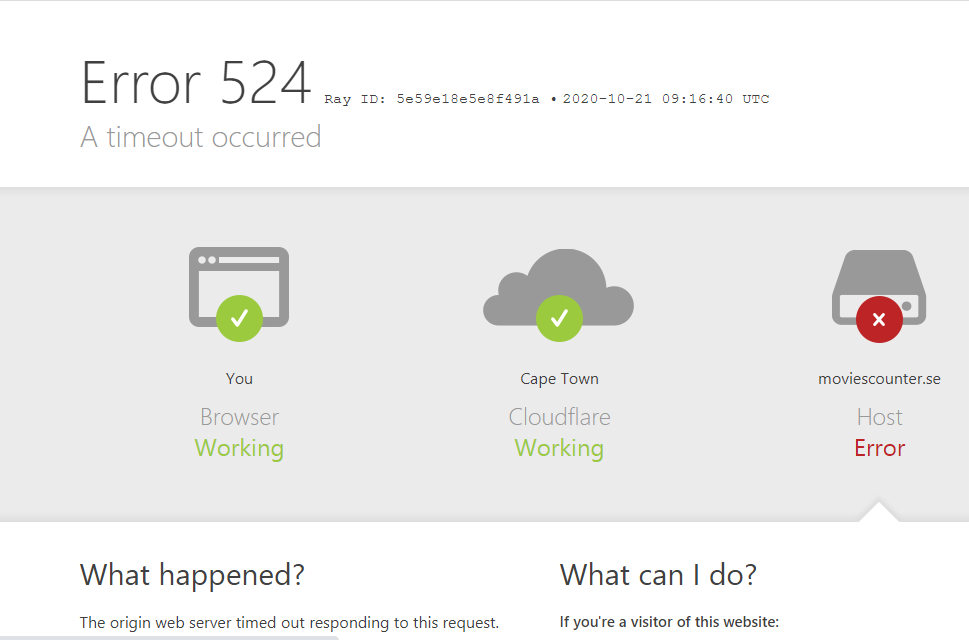 Error 524 Ray ID: 5e59e18e5e8f491a • 2020-10-21 09:16:40 UTC
A timeout occurred
You
Browser
Working
Cape Town
Cloudflare
Working
moviescounter.se
Host
Error
What happened?
The origin web server timed out responding to this request.
What can I do?
If you're a visitor of this website: